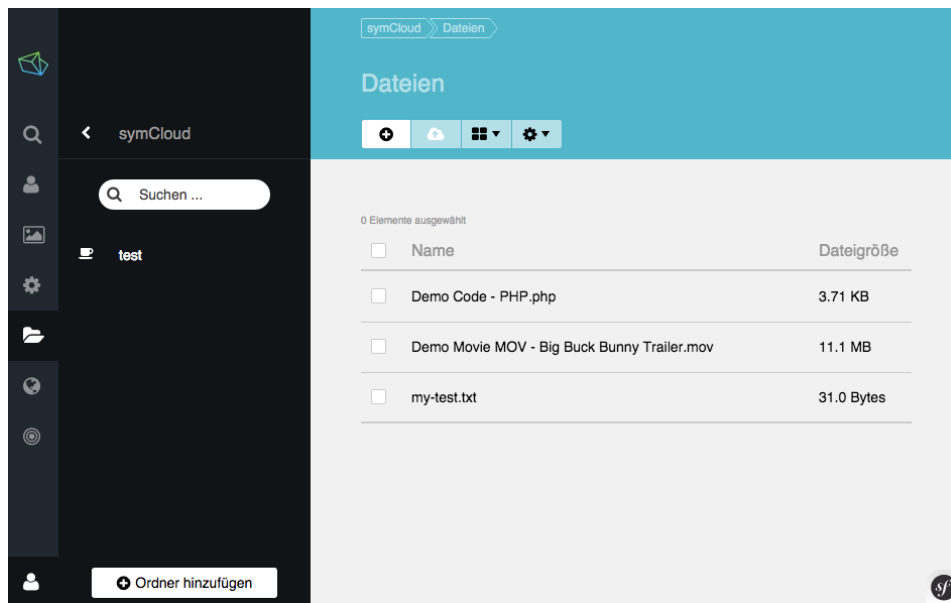 symCloud
Suchen ...
test
Ordner hinzufügen
symCloud Dateien
Dateien
0 Elemente ausgewählt
Name Dateigröße
Demo Code - PHP.php 3.71 KB
Demo Movie MOV - Big Buck Bunny Trailer.mov 11.1 MB
my-test.txt 31.0 Bytes
sf